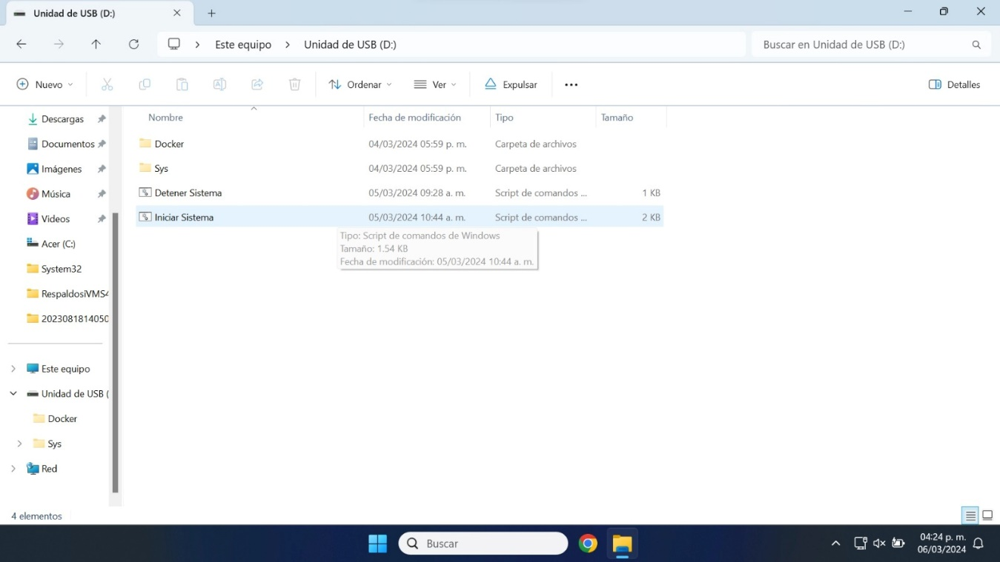 Unidad de USB (D:)
Este equipo > Unidad de USB (D:)
Buscar en Unidad de USB (D:)
Nuevo
Ordenar
Ver
Expulsar
Detalles
Nombre
Fecha de modificación
Tipo
Tamaño
Docker 04/03/2024 05:59 p. m. Carpeta de archivos
Sys 04/03/2024 05:59 p. m. Carpeta de archivos
Detener Sistema 05/03/2024 09:28 a. m. Script de comandos ... 1 KB
Iniciar Sistema 05/03/2024 10:44 a. m. Script de comandos ... 2 KB
Tipo: Script de comandos de Windows
Tamaño: 1.54 KB
Fecha de modificación: 05/03/2024 10:44 a. m.
Descargas
Documentos
Imágenes
Música
Videos
Acer (C:)
System32
RespaldosiVMS4
2023081814050
Este equipo
Unidad de USB (
Docker
Sys
Red
4 elementos
Buscar
04:24 p. m.
06/03/2024